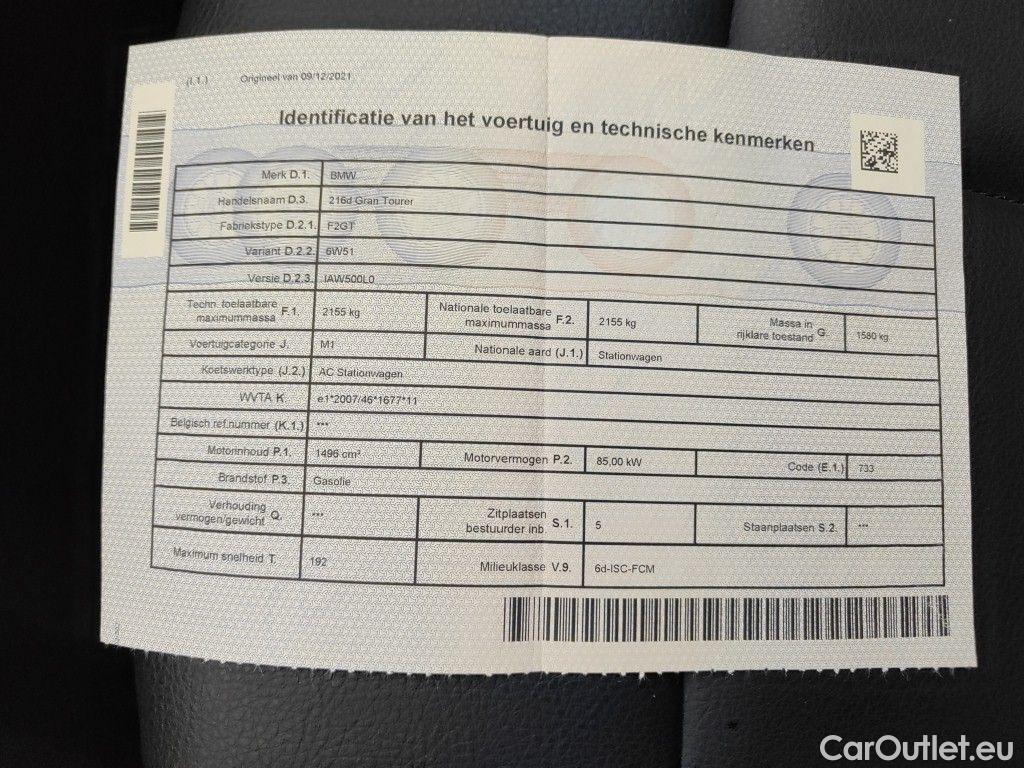 (I.1.) Origineel van 09/12/2021
Identificatie van het voertuig en technische kenmerken
Merk D.1. BMW
Handelsnaam D.3. 216d Gran Tourer
Fabriekstype D.2.1. F2GT
Variant D.2.2. 6W51
Versie D.2.3. IAW500L0
Techn. toelaatbare maximummassa F.1. 2155 kg Nationale toelaatbare maximummassa F.2. 2155 kg Massa in rijklare toestand G. 1580 kg
Voertuigcategorie J. M1 Nationale aard (J.1.) Stationwagen
Koetswerktype (J.2.) AC Stationwagen
WVTA K. e1*2007/46*1677*11
Belgisch ref.nummer (K.1.) ***
Motorinhoud P.1. 1496 cm³ Motorvermogen P.2. 85,00 kW Code (E.1.) 733
Brandstof P.3. Gasolie
Verhouding vermogen/gewicht Q. *** Zitplaatsen bestuurder inb. S.1. 5 Staanplaatsen S.2. ***
Maximum snelheid T. 192 Milieuklasse V.9. 6d-ISC-FCM
CarOutlet.eu